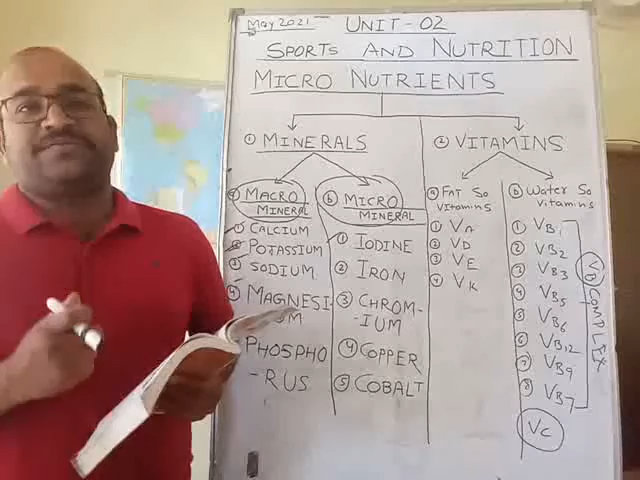 May 2021 UNIT-02
SPORTS AND NUTRITION
MICRO NUTRIENTS
① MINERALS
② VITAMINS
ⓐ MACRO
MINERAL
① CALCIUM
② POTASSIUM
③ SODIUM
④ MAGNESI
UM
PHOSPHO
-RUS
ⓑ MICRO
MINERAL
① IODINE
② IRON
③ CHROM-
-IUM
④ COPPER
⑤ COBALT
ⓐ FAT So
Vitamins
① VA
② VD
③ VE
④ VK
ⓑ Water So
Vitamins
① VB1
② VB2
③ VB3
④ VB5
⑤ VB6
⑥ VB12
⑦ VB9
⑧ VB7
VC
VB COMPLEX